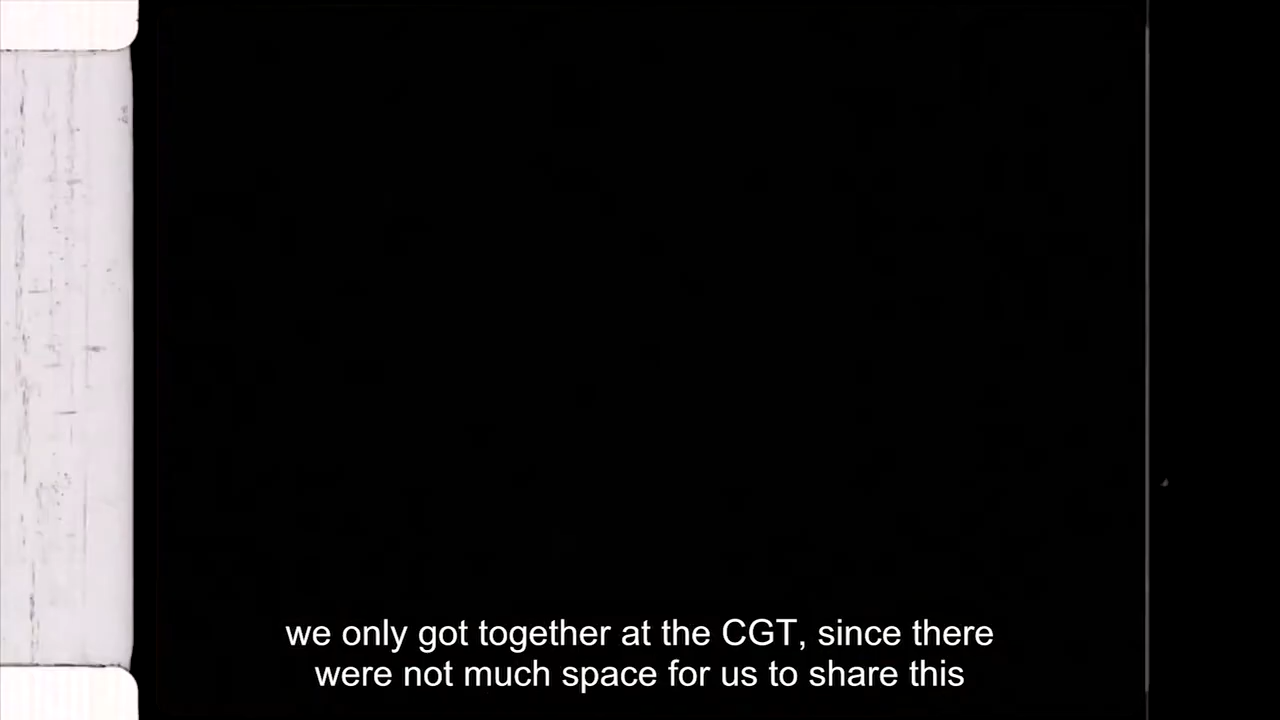 we only got together at the CGT, since there
were not much space for us to share this